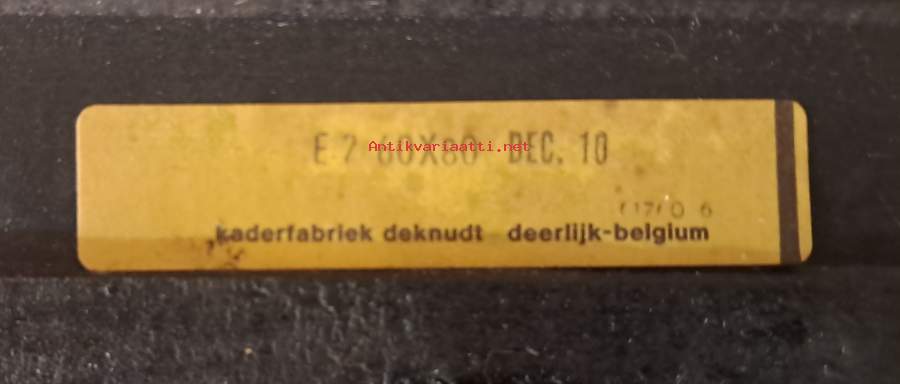 E 7 60X80 DEC. 10
Antikvariaatti.net
kaderfabriek deknudt deerlijk-belgium